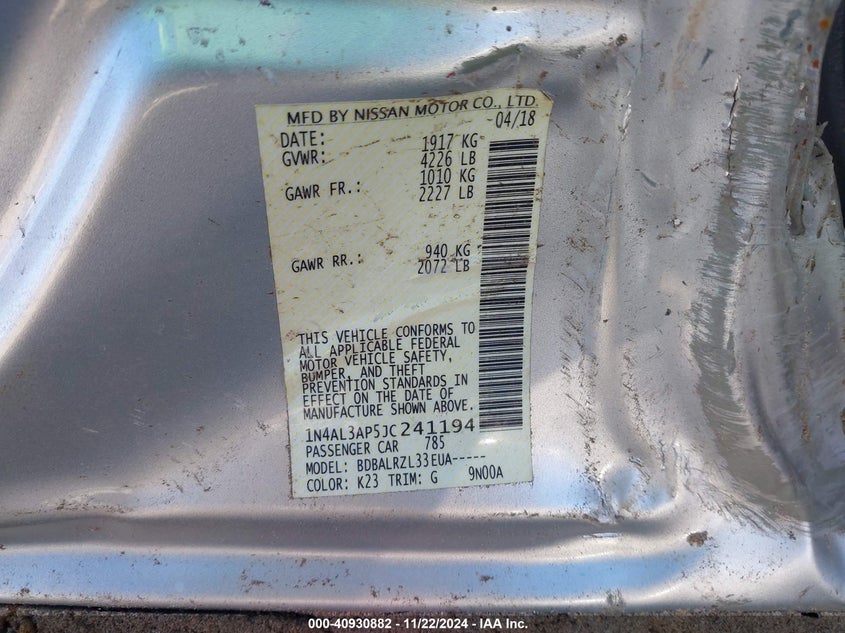 MFD BY NISSAN MOTOR CO., LTD.
DATE: 04/18
GVWR: 1917 KG
4226 LB
GAWR FR.: 1010 KG
2227 LB
GAWR RR.: 940 KG
2072 LB
THIS VEHICLE CONFORMS TO
ALL APPLICABLE FEDERAL
MOTOR VEHICLE SAFETY,
BUMPER, AND THEFT
PREVENTION STANDARDS IN
EFFECT ON THE DATE OF
MANUFACTURE SHOWN ABOVE.
1N4AL3AP5JC241194
PASSENGER CAR 785
MODEL: BDBALRZL33EUA-----
COLOR: K23 TRIM: G 9N00A
000-40930882 - 11/22/2024 - IAA Inc.